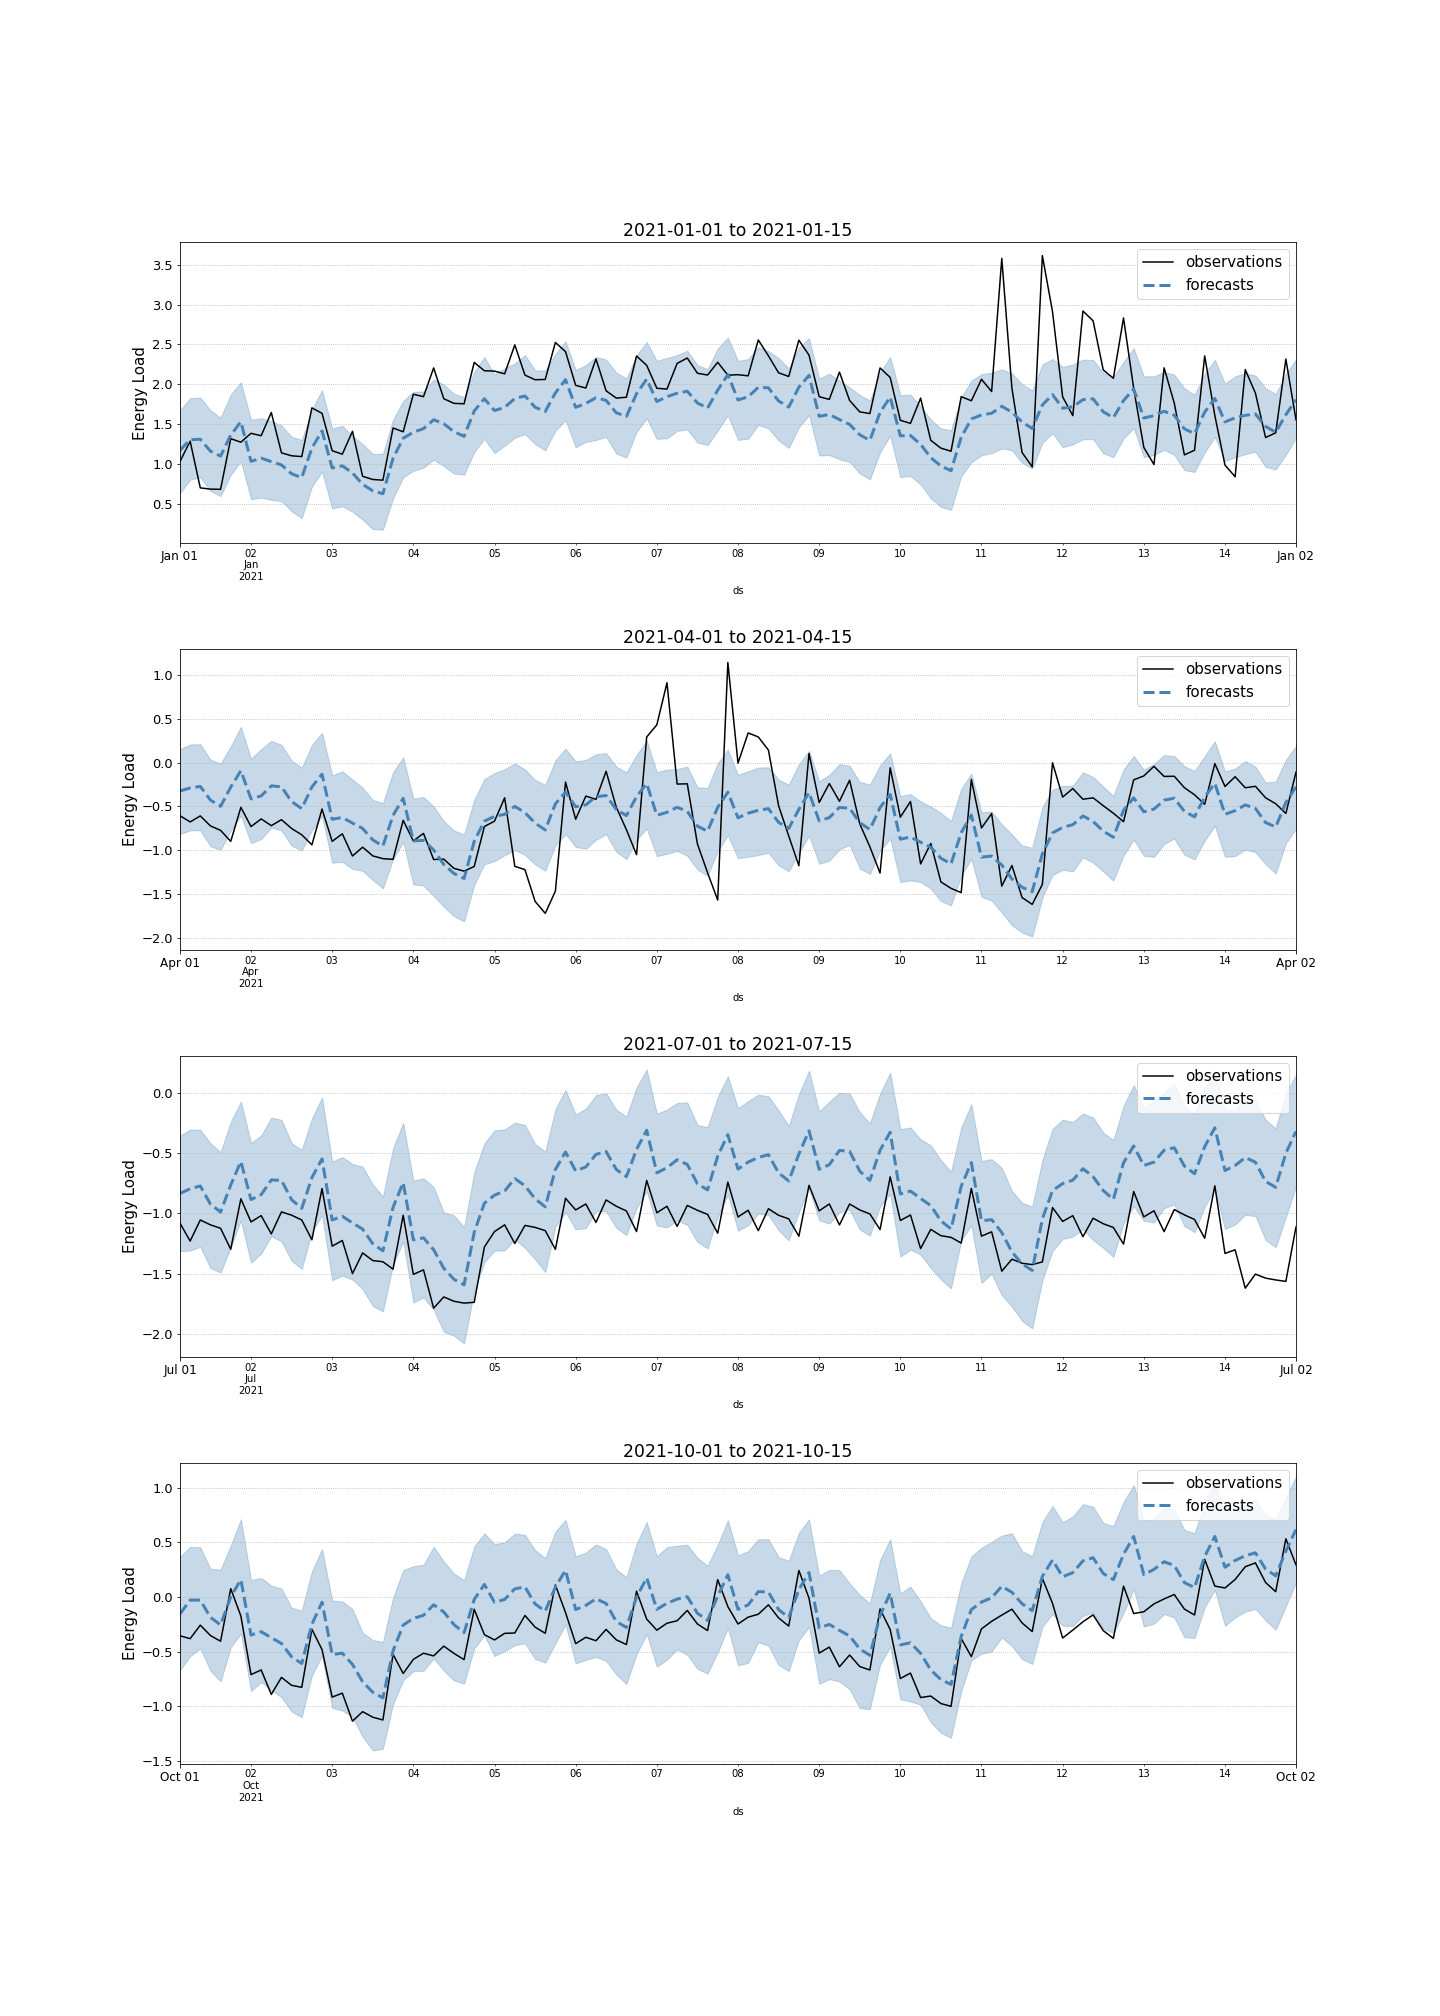 2021-01-01 to 2021-01-15
observations
forecasts
Energy Load
3.5
3.0
2.5
2.0
1.5
1.0
0.5
Jan 01 02 03 04 05 06 07 08 09 10 11 12 13 14 Jan 02
Jan
2021
ds
2021-04-01 to 2021-04-15
observations
forecasts
Energy Load
1.0
0.5
0.0
−0.5
−1.0
−1.5
−2.0
Apr 01 02 03 04 05 06 07 08 09 10 11 12 13 14 Apr 02
Apr
2021
ds
2021-07-01 to 2021-07-15
observations
forecasts
Energy Load
0.0
−0.5
−1.0
−1.5
−2.0
Jul 01 02 03 04 05 06 07 08 09 10 11 12 13 14 Jul 02
Jul
2021
ds
2021-10-01 to 2021-10-15
observations
forecasts
Energy Load
1.0
0.5
0.0
−0.5
−1.0
−1.5
Oct 01 02 03 04 05 06 07 08 09 10 11 12 13 14 Oct 02
Oct
2021
ds